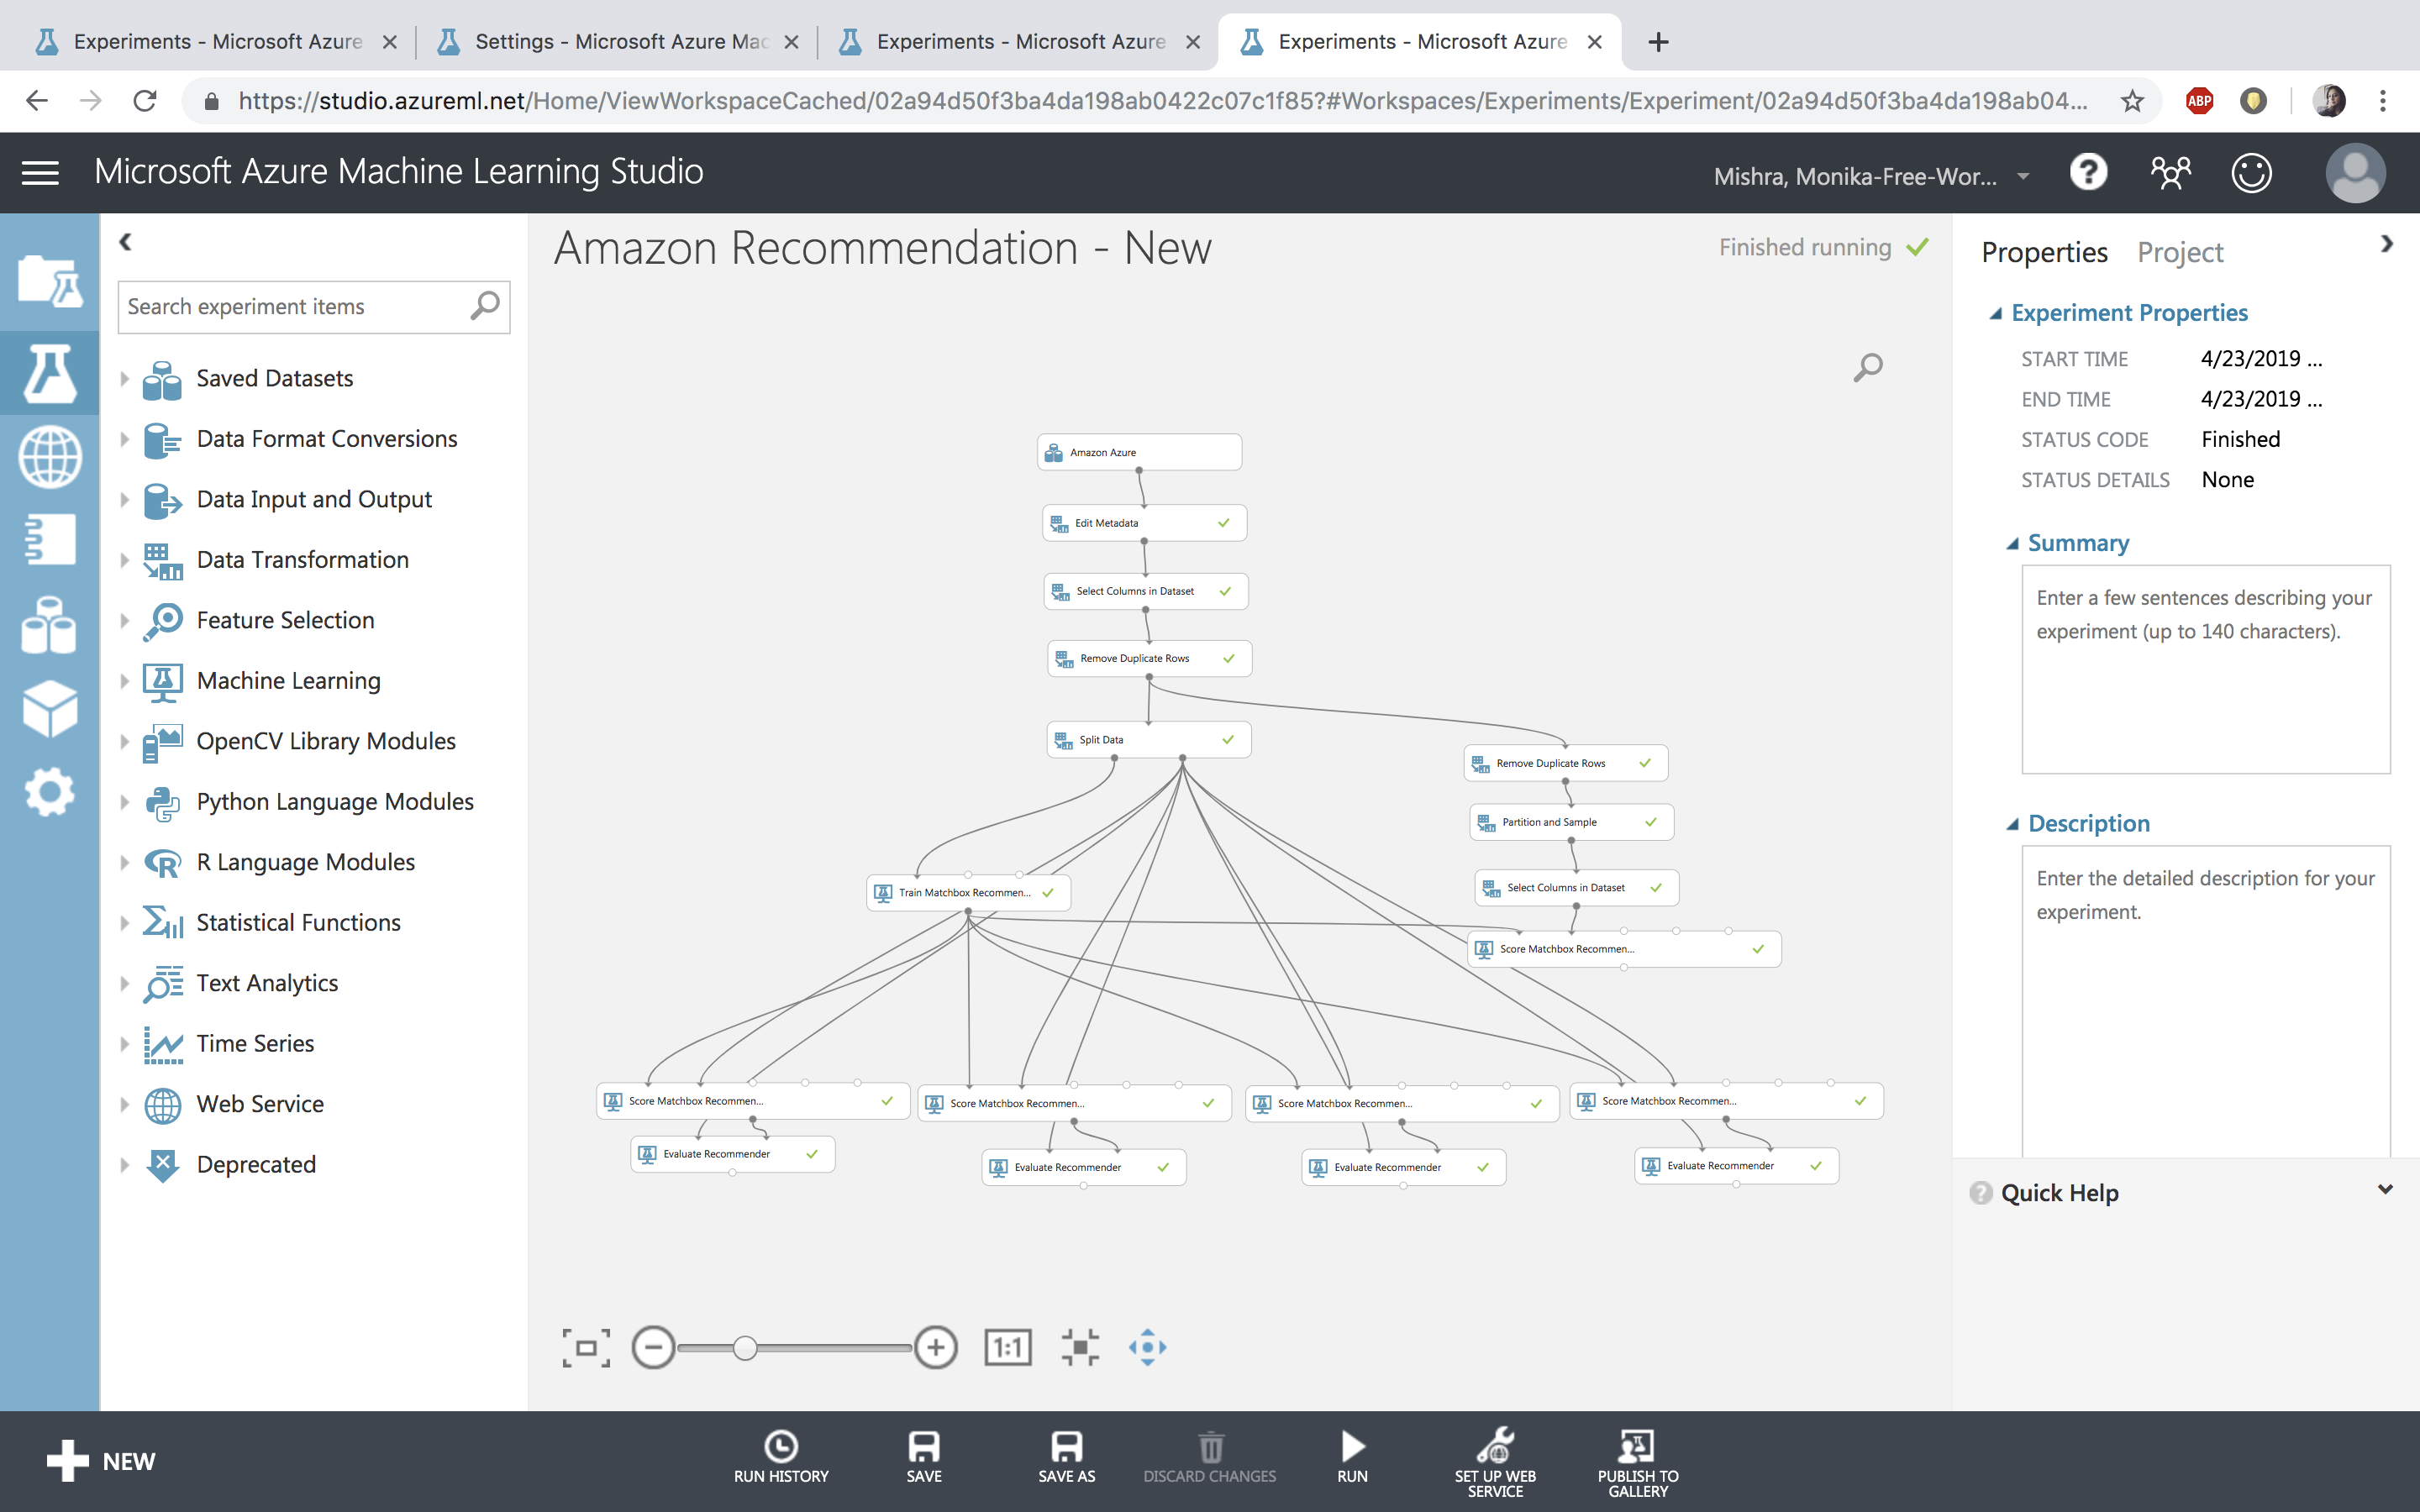 Experiments - Microsoft Azure
Settings - Microsoft Azure Mac
Experiments - Microsoft Azure
Experiments - Microsoft Azure
https://studio.azureml.net/Home/ViewWorkspaceCached/02a94d50f3ba4da198ab0422c07c1f85?#Workspaces/Experiments/Experiment/02a94d50f3ba4da198ab04...
ABP
Microsoft Azure Machine Learning Studio
Mishra, Monika-Free-Wor...
Search experiment items
Saved Datasets
Data Format Conversions
Data Input and Output
Data Transformation
Feature Selection
Machine Learning
OpenCV Library Modules
Python Language Modules
R Language Modules
Statistical Functions
Text Analytics
Time Series
Web Service
Deprecated
Amazon Recommendation - New
Finished running
Amazon Azure
Edit Metadata
Select Columns in Dataset
Remove Duplicate Rows
Split Data
Remove Duplicate Rows
Partition and Sample
Select Columns in Dataset
Train Matchbox Recommen...
Score Matchbox Recommen...
Score Matchbox Recommen...
Score Matchbox Recommen...
Score Matchbox Recommen...
Score Matchbox Recommen...
Evaluate Recommender
Evaluate Recommender
Evaluate Recommender
Evaluate Recommender
1:1
Properties
Project
Experiment Properties
START TIME 4/23/2019 ...
END TIME 4/23/2019 ...
STATUS CODE Finished
STATUS DETAILS None
Summary
Enter a few sentences describing your
experiment (up to 140 characters).
Description
Enter the detailed description for your
experiment.
? Quick Help
NEW
RUN HISTORY
SAVE
SAVE AS
DISCARD CHANGES
RUN
SET UP WEB
SERVICE
PUBLISH TO
GALLERY